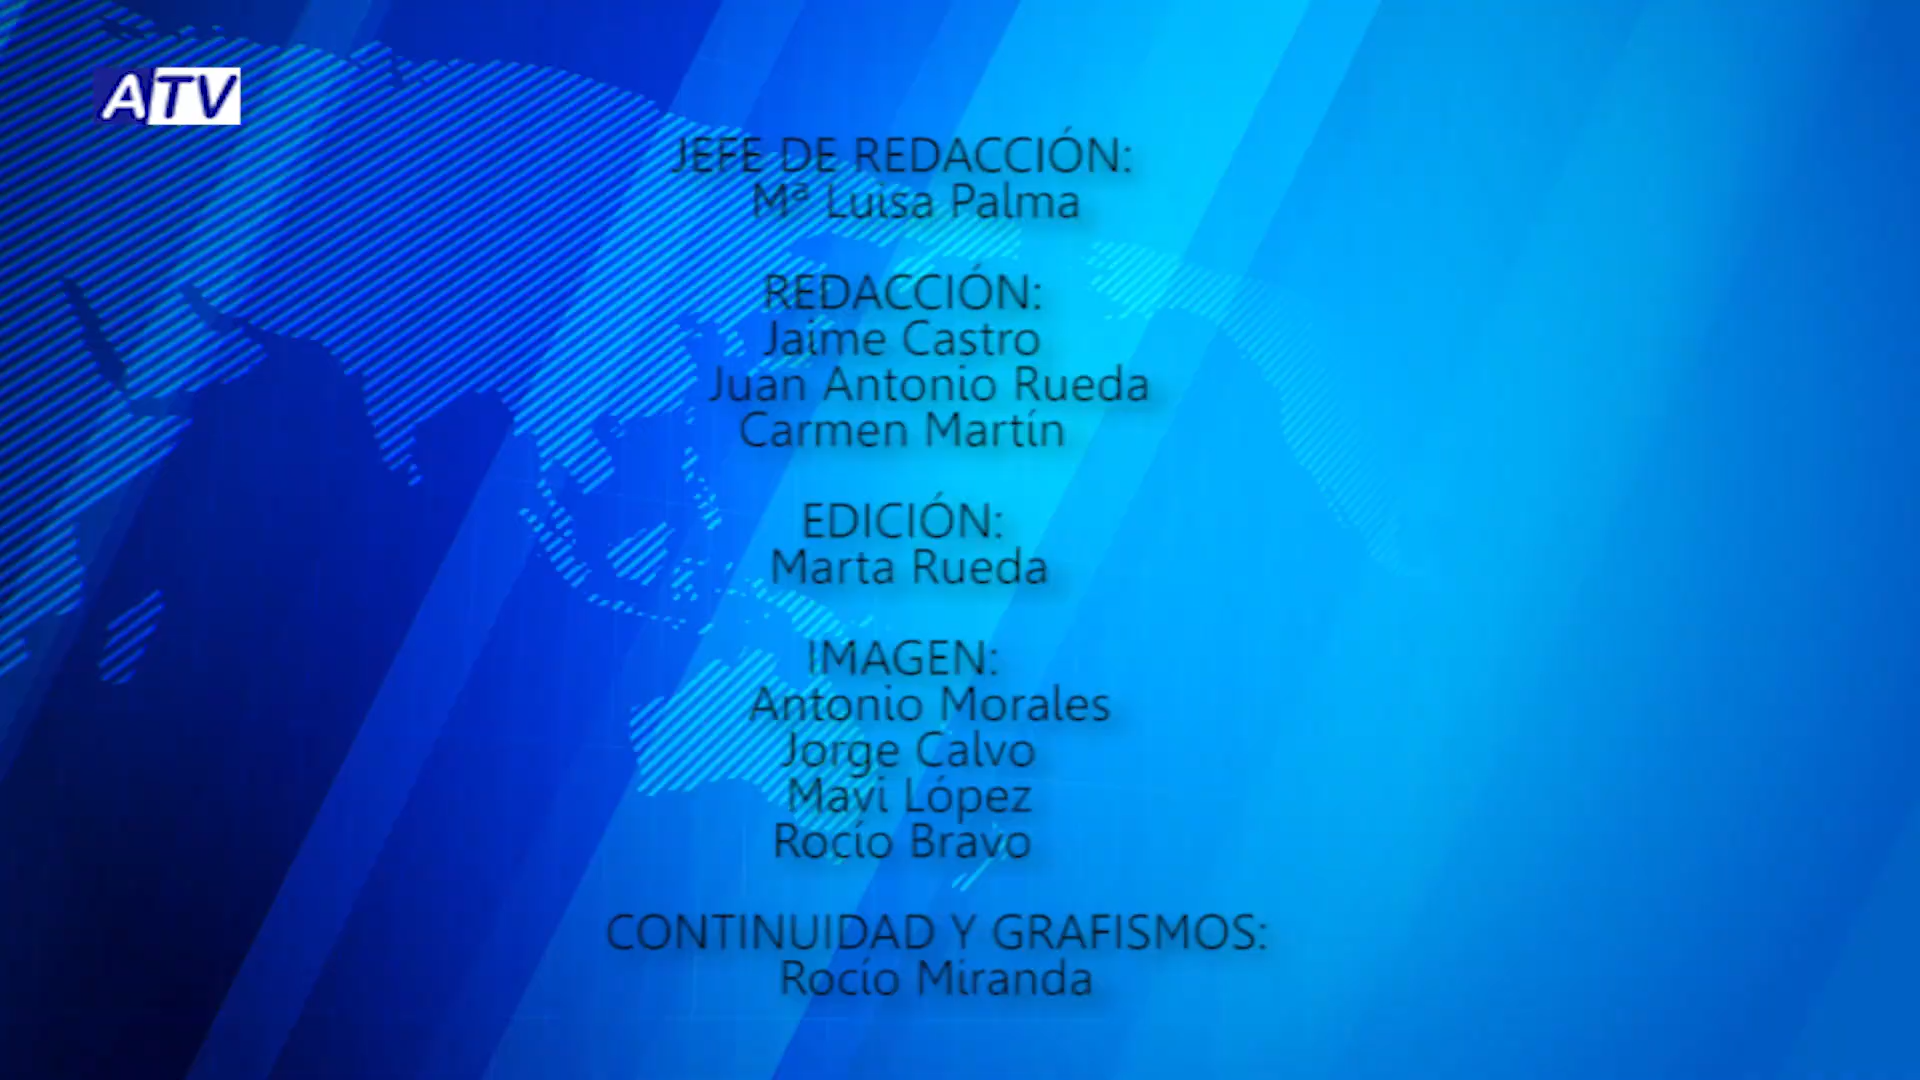 ATV
JEFE DE REDACCIÓN:
Mª Luisa Palma
REDACCIÓN:
Jaime Castro
Juan Antonio Rueda
Carmen Martín
EDICIÓN:
Marta Rueda
IMAGEN:
Antonio Morales
Jorge Calvo
Mavi López
Rocío Bravo
CONTINUIDAD Y GRAFISMOS:
Rocío Miranda